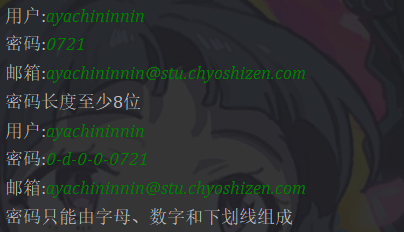 用户:ayachininnin
密码:0721
邮箱:ayachininnin@stu.chyoshizen.com
密码长度至少8位
用户:ayachininnin
密码:0-d-0-0-0721
邮箱:ayachininnin@stu.chyoshizen.com
密码只能由字母、数字和下划线组成